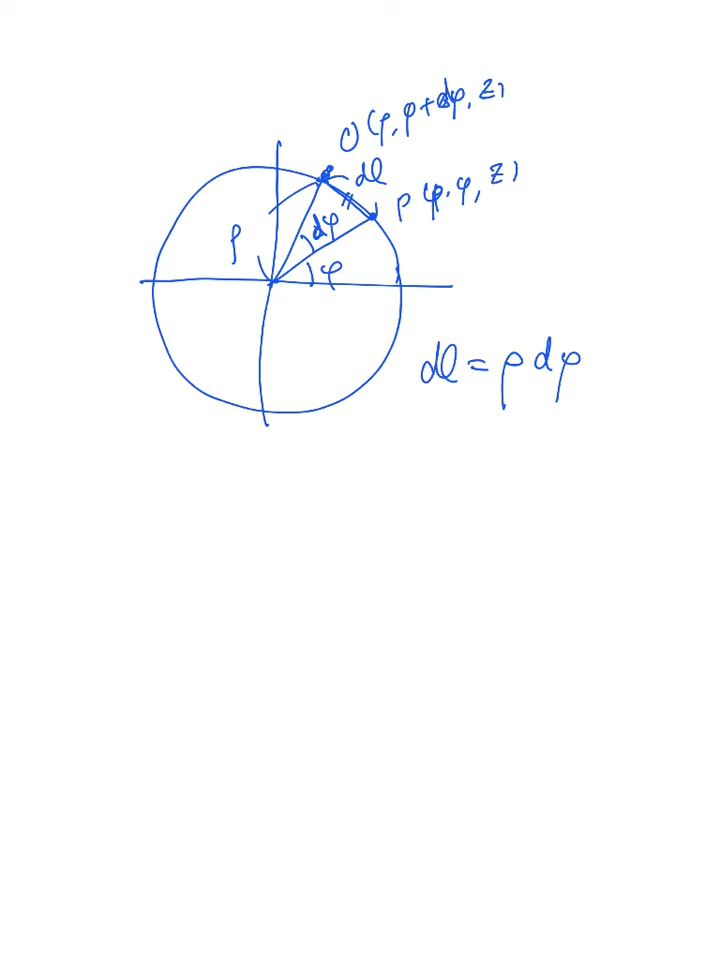 O(ρ, φ+dφ, z)
dl
P(ρ, φ, z)
dφ
ρ
φ
dl = ρ dφ